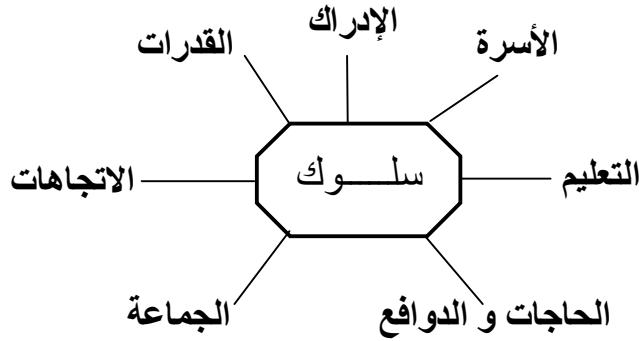 الإدراك
الأسرة
القدرات
سلـــوك
التعليم
الاتجاهات
الحاجات و الدوافع
الجماعة